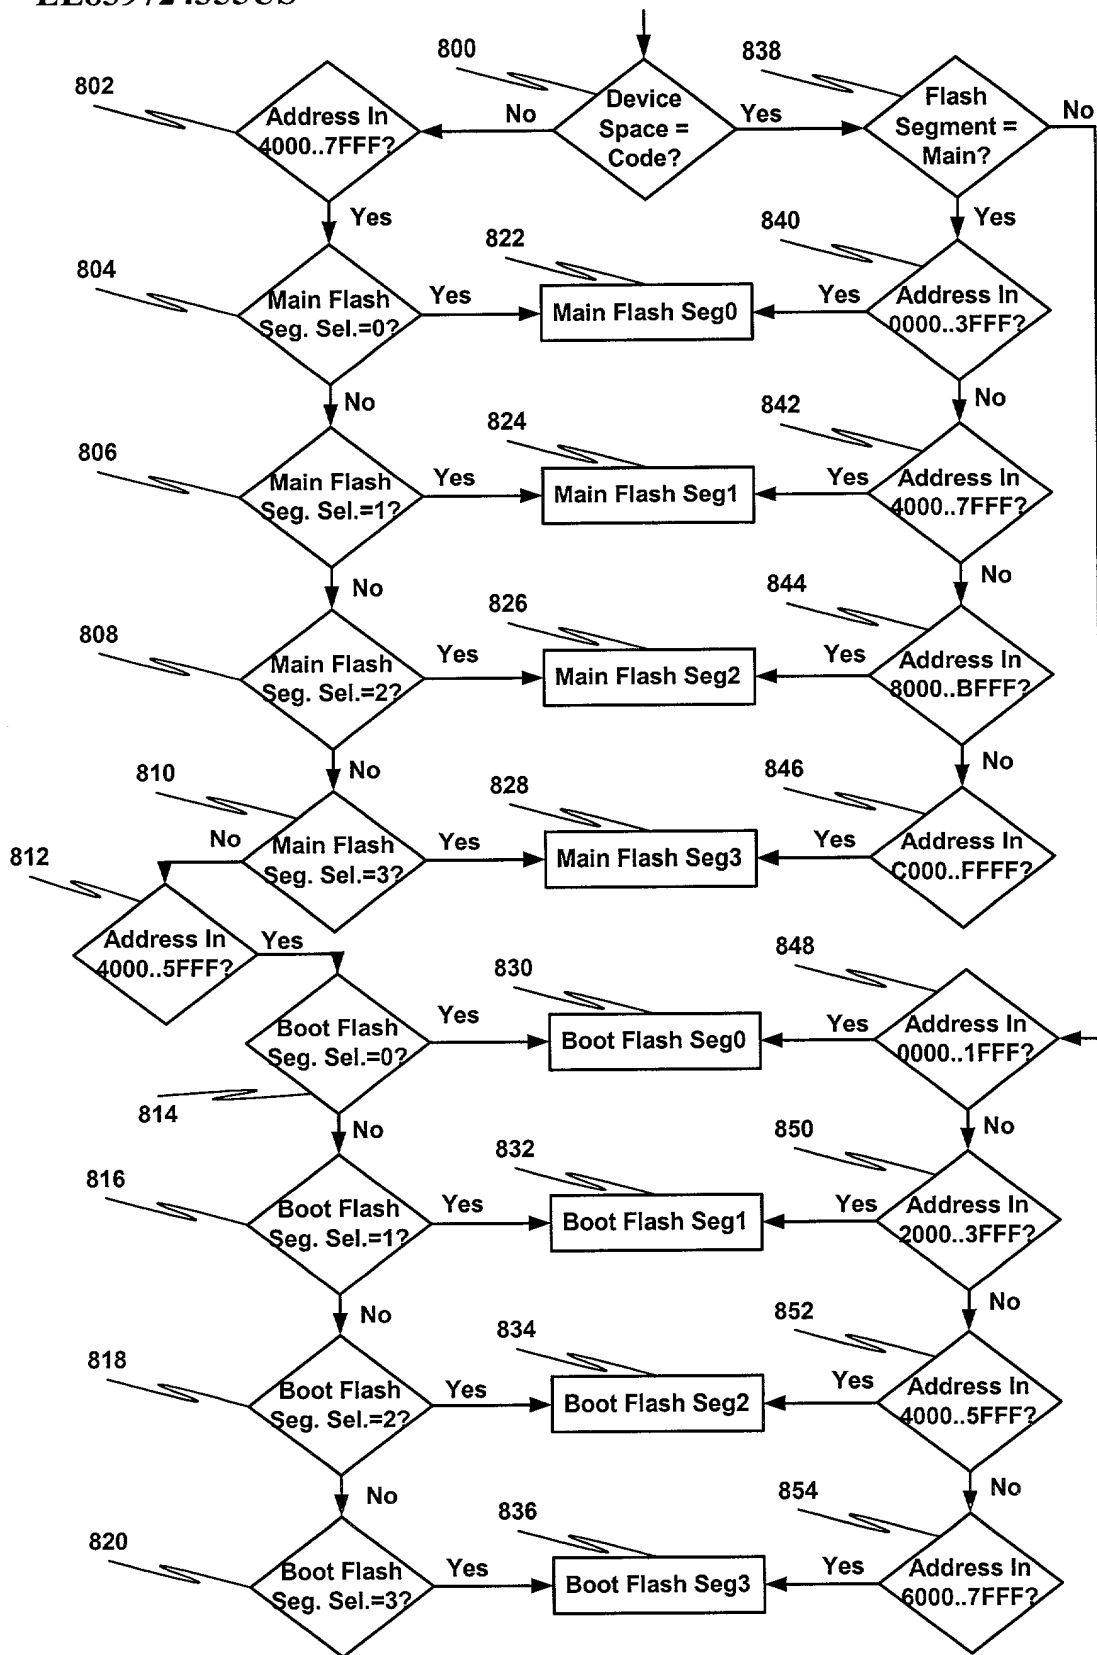 800
838
802
Device
Space =
Code?
Flash
Segment =
Main?
Address In
4000..7FFF?
No
Yes
No
Yes
Yes
822
840
804
Main Flash
Seg. Sel.=0?
Yes
Main Flash Seg0
Yes
Address In
0000..3FFF?
No
No
824
842
806
Main Flash
Seg. Sel.=1?
Yes
Main Flash Seg1
Yes
Address In
4000..7FFF?
No
No
826
844
808
Main Flash
Seg. Sel.=2?
Yes
Main Flash Seg2
Yes
Address In
8000..BFFF?
No
No
810
828
846
Main Flash
Seg. Sel.=3?
No
Yes
Main Flash Seg3
Yes
Address In
C000..FFFF?
812
Address In
4000..5FFF?
Yes
830
848
Boot Flash
Seg. Sel.=0?
Yes
Boot Flash Seg0
Yes
Address In
0000..1FFF?
814
No
No
816
832
850
Boot Flash
Seg. Sel.=1?
Yes
Boot Flash Seg1
Yes
Address In
2000..3FFF?
No
No
818
834
852
Boot Flash
Seg. Sel.=2?
Yes
Boot Flash Seg2
Yes
Address In
4000..5FFF?
No
No
820
836
854
Boot Flash
Seg. Sel.=3?
Yes
Boot Flash Seg3
Yes
Address In
6000..7FFF?